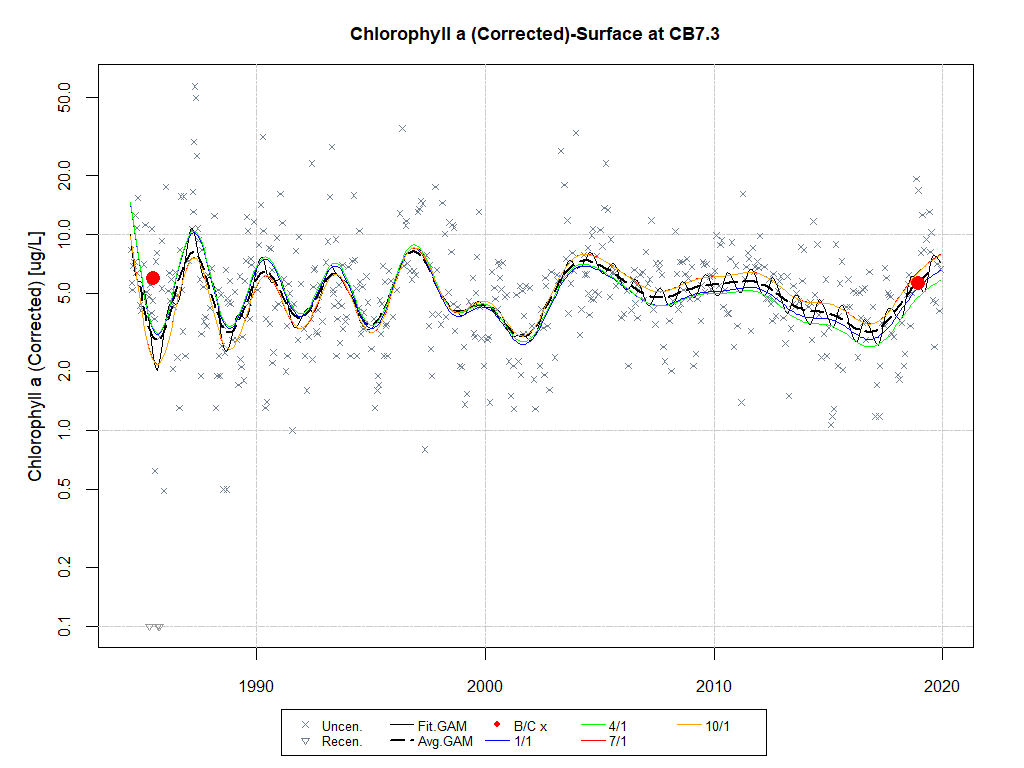 Chlorophyll a (Corrected)-Surface at CB7.3
Chlorophyll a (Corrected) [ug/L]
50.0
20.0
10.0
5.0
2.0
1.0
0.5
0.2
0.1
1990 2000 2010 2020
Uncen. Fit.GAM B/C x 4/1 10/1
Recen. Avg.GAM 1/1 7/1